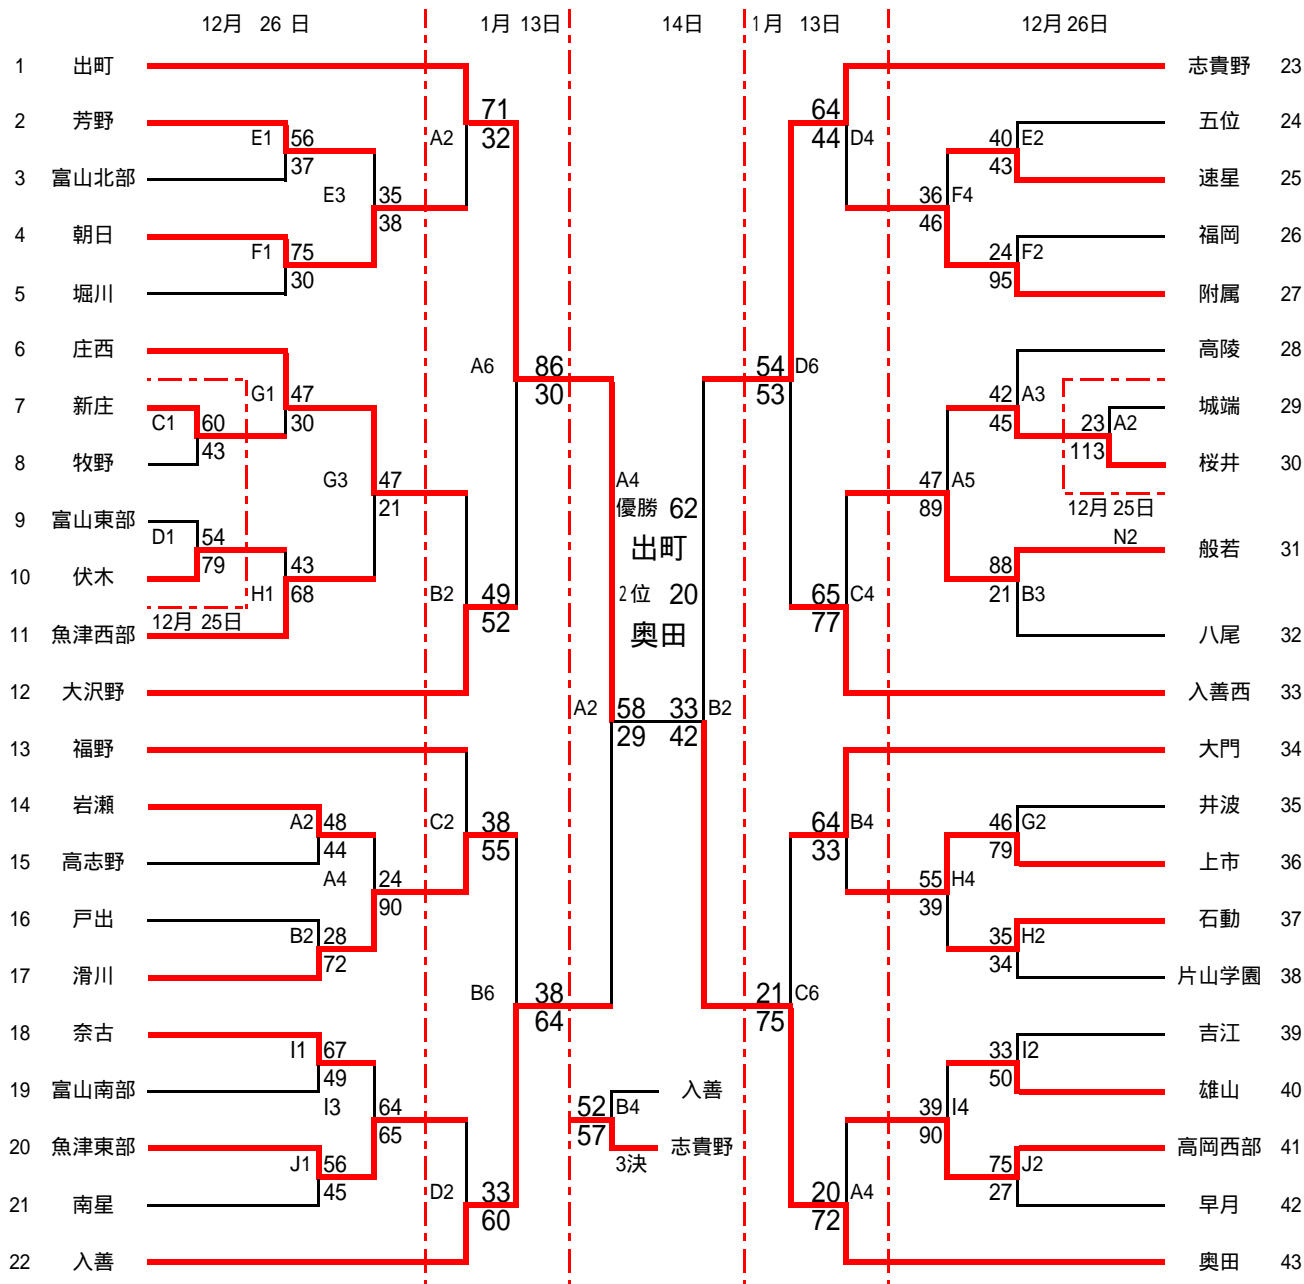 12月 26 日 1月 13日 14日 1月 13日 12月26日
1 出町
2 芳野
3 富山北部
4 朝日
5 堀川
6 庄西
7 新庄
8 牧野
9 富山東部
10 伏木
11 魚津西部
12 大沢野
13 福野
14 岩瀬
15 高志野
16 戸出
17 滑川
18 奈古
19 富山南部
20 魚津東部
21 南星
22 入善
E1 56
37
F1 75
30
E3 35
38
C1 60
43
D1 54
79
12月 25日
G1 47
30
H1 43
68
G3 47
21
A2 48
44
B2 28
72
A4 24
90
I1 67
49
J1 56
45
I3 64
65
A2 71
32
B2 49
52
C2 38
55
D2 33
60
A6 86
30
B6 38
64
A2 58
29
A4
優勝 62
出町
2位 20
奥田
33 B2
42
52 B4 入善
57 志貴野
3決
54 D6
53
21 C6
75
64 D4
44
65 C4
77
64 B4
33
20 A4
72
36 F4
46
47 A5
89
55 H4
39
39 I4
90
40 E2
43
24 F2
95
42 A3
45
23 A2
113
12月 25日
N2
88
21 B3
46 G2
79
35 H2
34
33 I2
50
75 J2
27
志貴野 23
五位 24
速星 25
福岡 26
附属 27
高陵 28
城端 29
桜井 30
般若 31
八尾 32
入善西 33
大門 34
井波 35
上市 36
石動 37
片山学園 38
吉江 39
雄山 40
高岡西部 41
早月 42
奥田 43